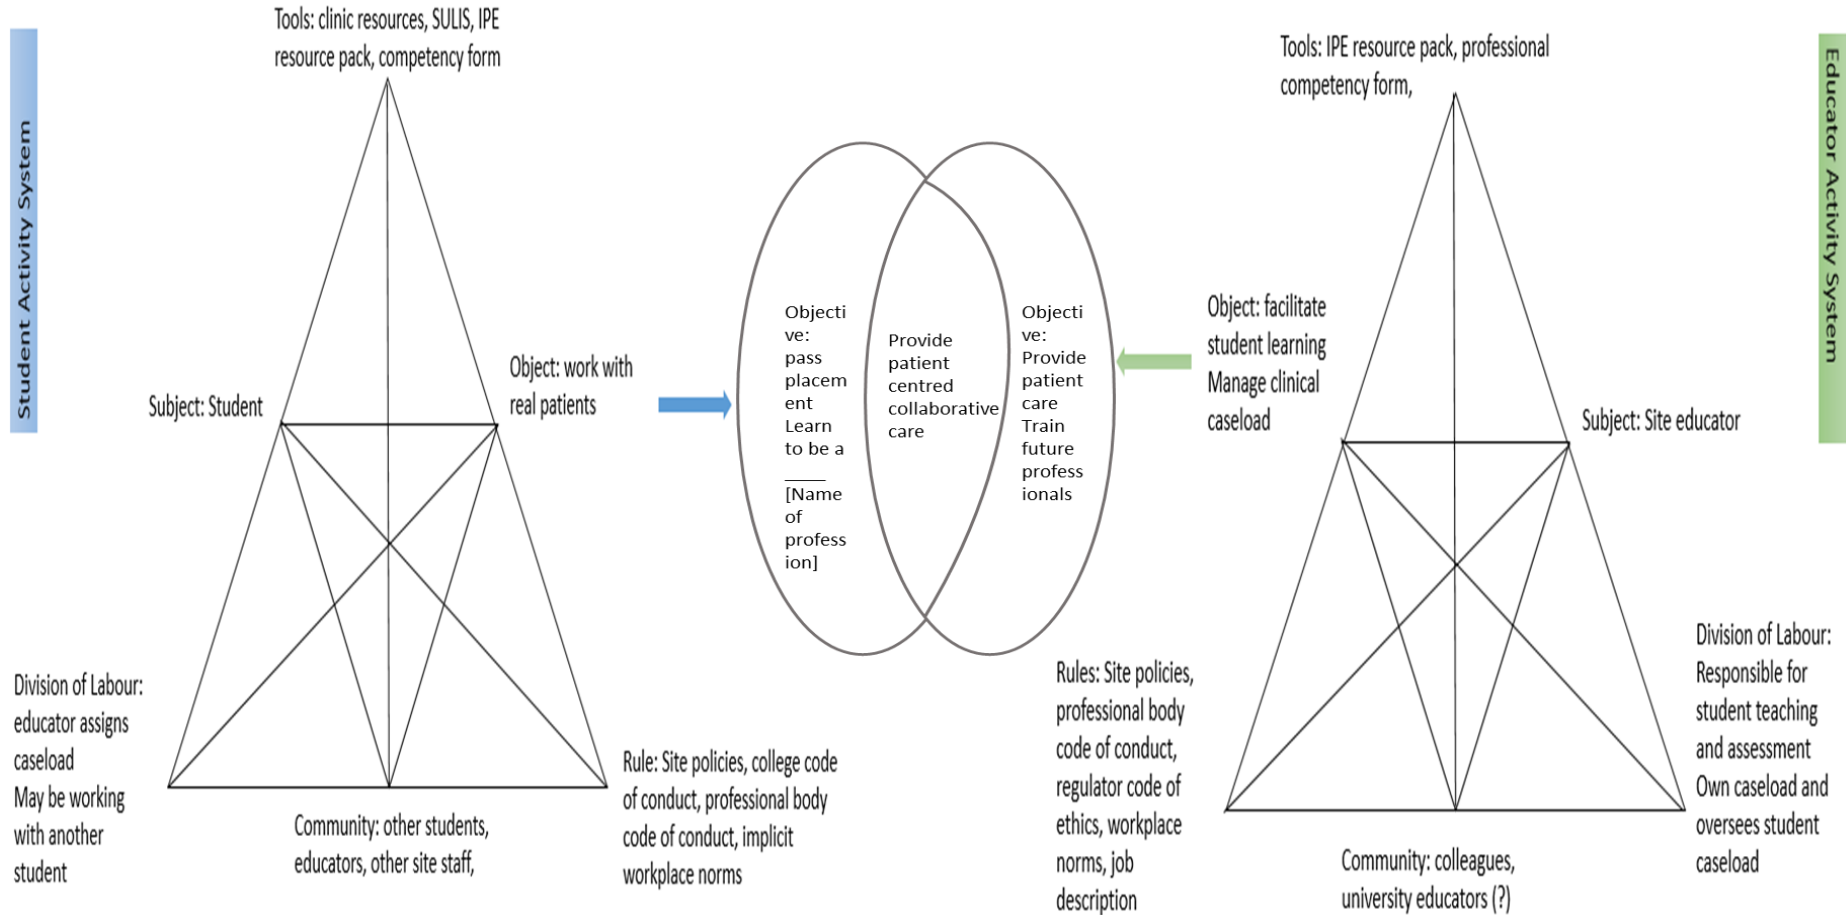 Student Activity System
Tools: clinic resources, SULIS, IPE
resource pack, competency form
Subject: Student
Object: work with
real patients
Division of Labour:
educator assigns
caseload
May be working
with another
student
Community: other students,
educators, other site staff,
Rule: Site policies, college code
of conduct, professional body
code of conduct, implicit
workplace norms
Objecti
ve:
pass
placem
ent
Learn
to be a
____
[Name
of
profess
ion]
Provide
patient
centred
collaborative
care
Objecti
ve:
Provide
patient
care
Train
future
profess
ionals
Tools: IPE resource pack, professional
competency form,
Object: facilitate
student learning
Manage clinical
caseload
Subject: Site educator
Rules: Site policies,
professional body
code of conduct,
regulator code of
ethics, workplace
norms, job
description
Community: colleagues,
university educators (?)
Division of Labour:
Responsible for
student teaching
and assessment
Own caseload and
oversees student
caseload
Educator Activity System